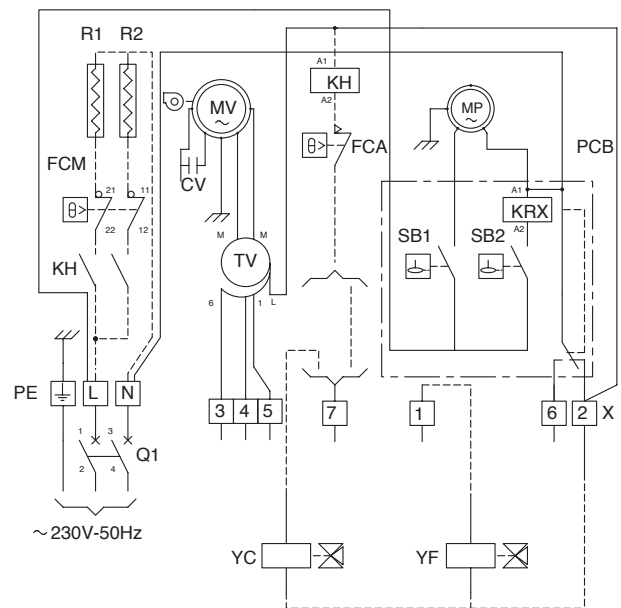 R1 R2
A1
KH
A2
MV
~
MP
~
FCM
θ>
21 11
22 12
CV
θ>
FCA
PCB
A1
KRX
A2
SB1 SB2
KH
M M
TV
6 1 L
PE
L N
3 4 5 7 1 6 2 X
1 3
2 4
Q1
~230V-50Hz
YC YF